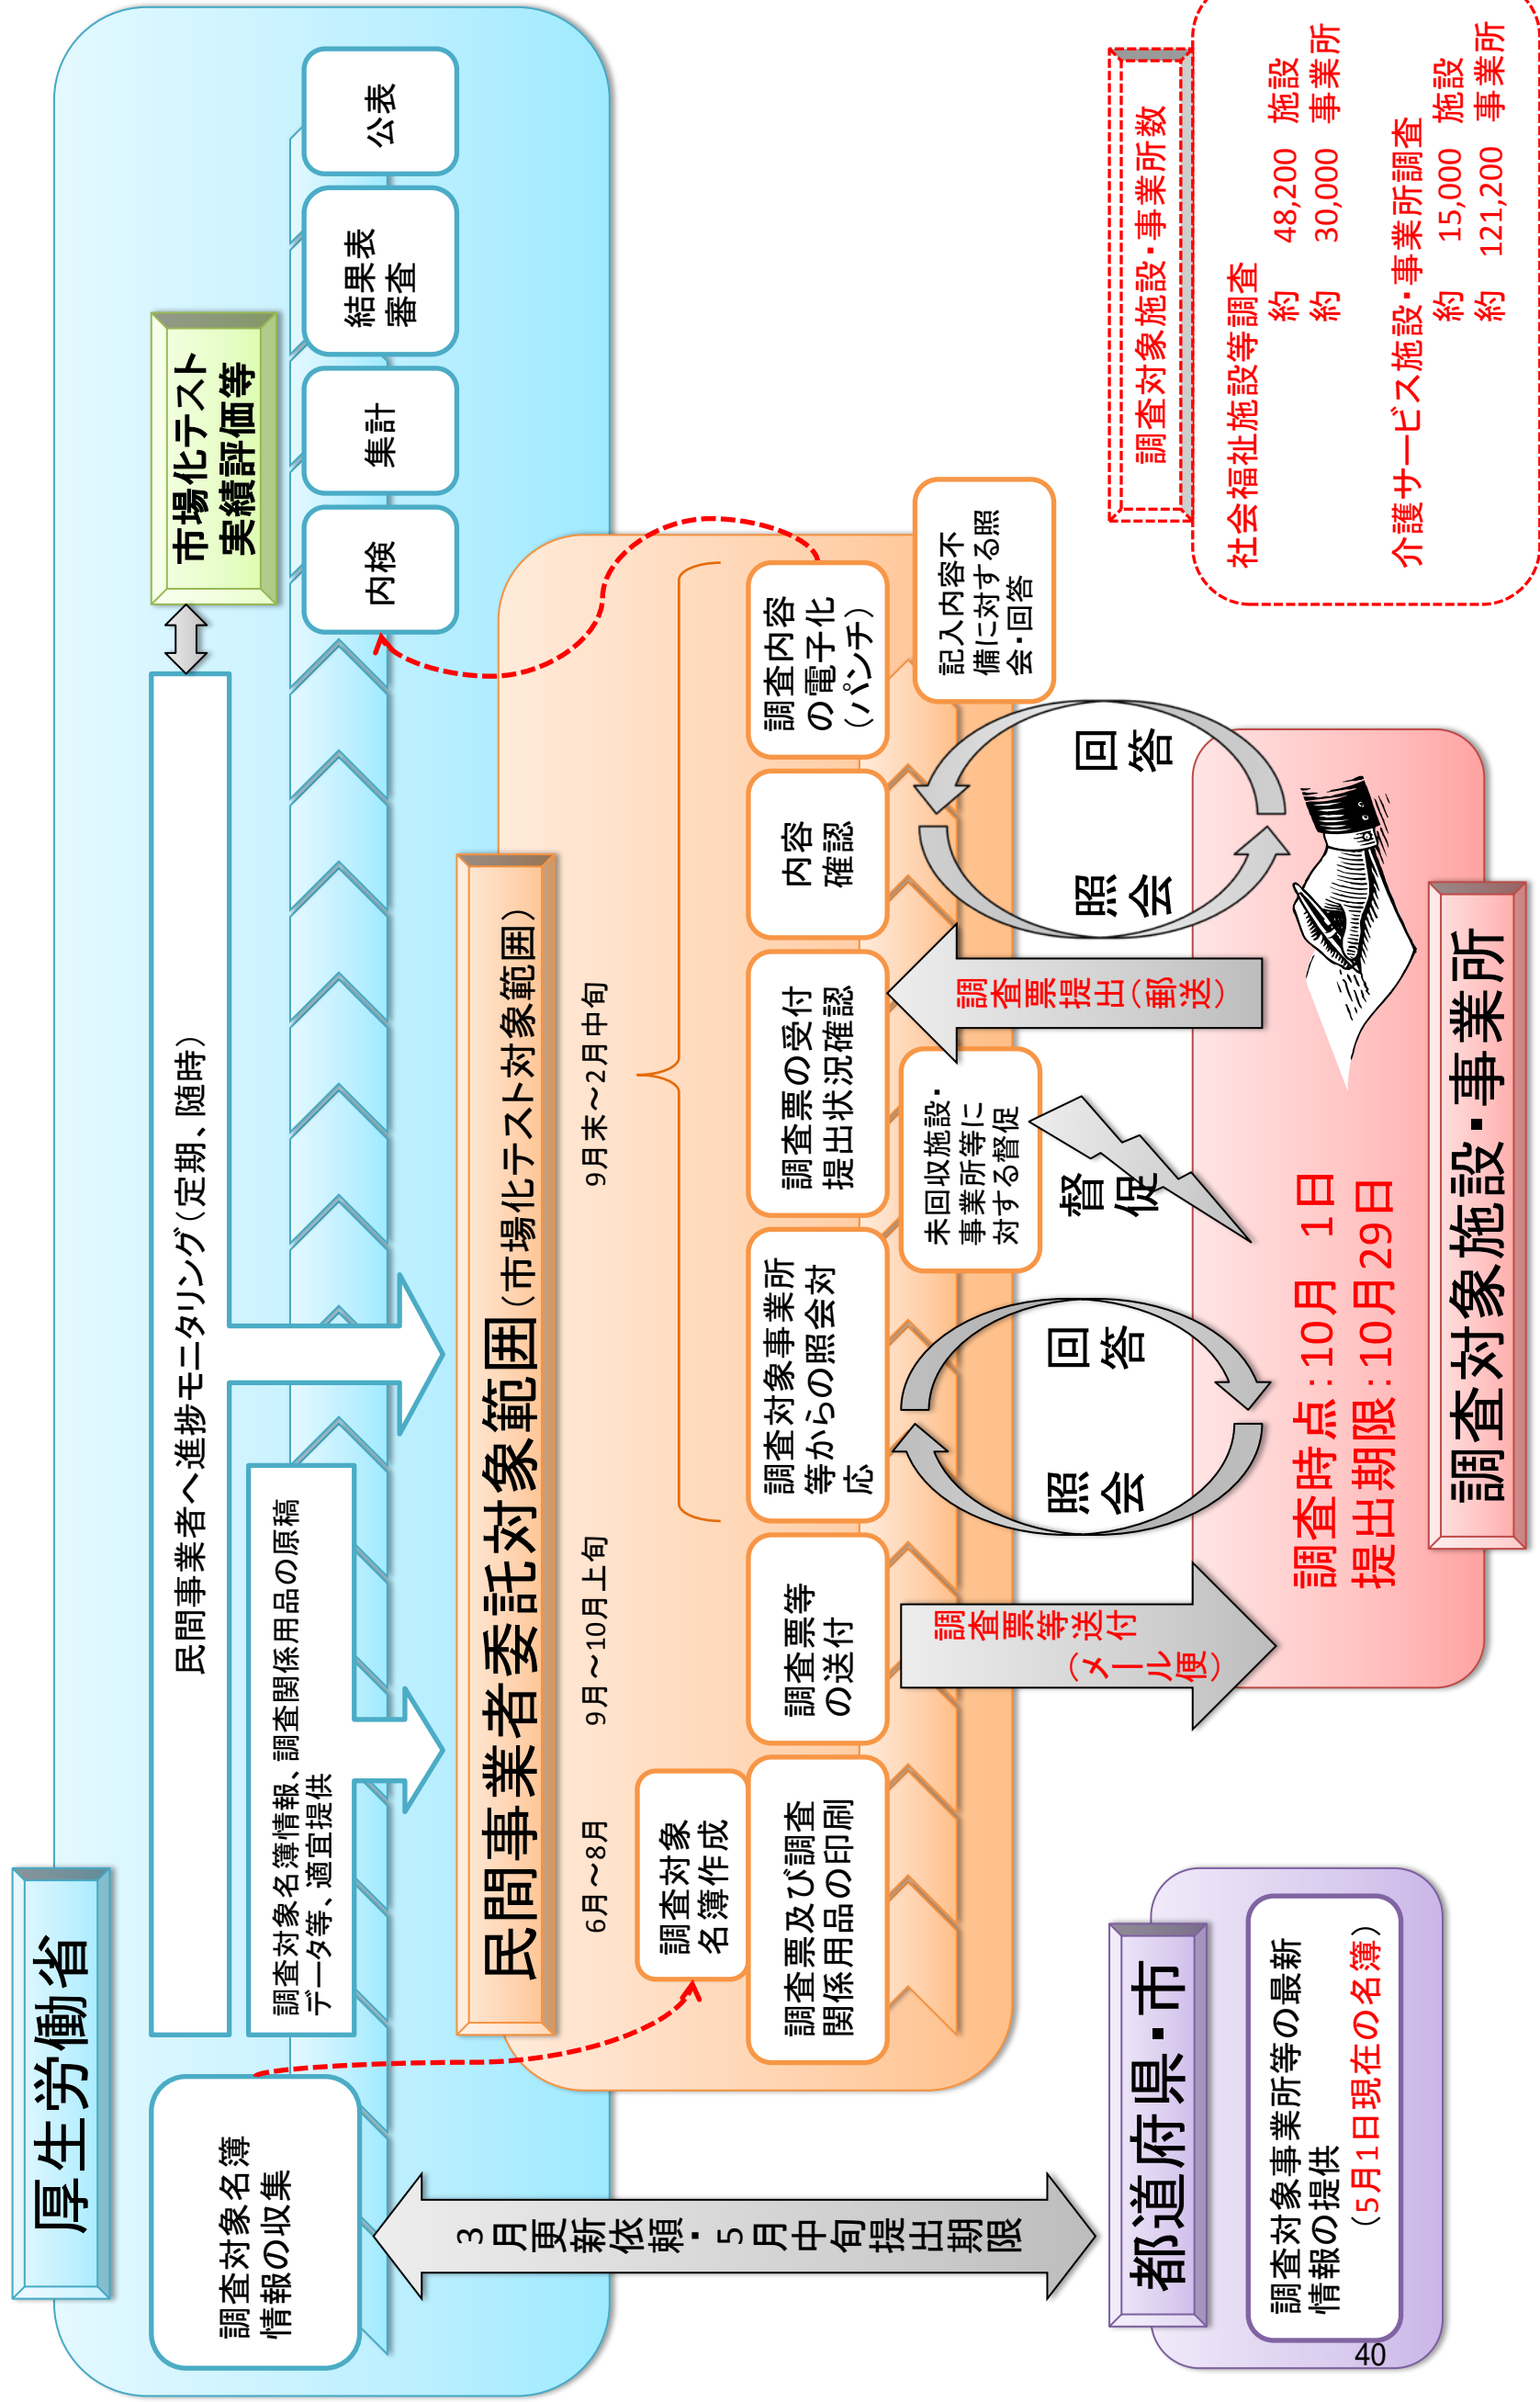 厚生労働省
調査対象名簿
情報の収集
民間事業者へ進捗モニタリング（定期、随時）
市場化テスト
実績評価等
調査対象名簿情報、調査関係用品の原稿
データ等、適宜提供
内検
集計
結果表
審査
公表
民間事業者委託対象範囲（市場化テスト対象範囲）
6月～8月
9月～10月上旬
9月末～2月中旬
調査対象
名簿作成
調査票及び調査
関係用品の印刷
調査票等
の送付
調査対象事業所
等からの照会対
応
調査票の受付
提出状況確認
内容
確認
調査内容
の電子化
（パンチ）
未回収施設・
事業所等に
対する督促
記入内容不
備に対する照
会・回答
3月更新依頼・5月中旬提出期限
調査票等送付
（メール便）
照会
回答
督促
調査票提出（郵送）
照会
回答
都道府県・市
調査対象事業所等の最新
情報の提供
（5月1日現在の名簿）
調査時点：10月 1日
提出期限：10月29日
調査対象施設・事業所
調査対象施設・事業所数
社会福祉施設等調査
約 48,200 施設
約 30,000 事業所
介護サービス施設・事業所調査
約 15,000 施設
約 121,200 事業所
40